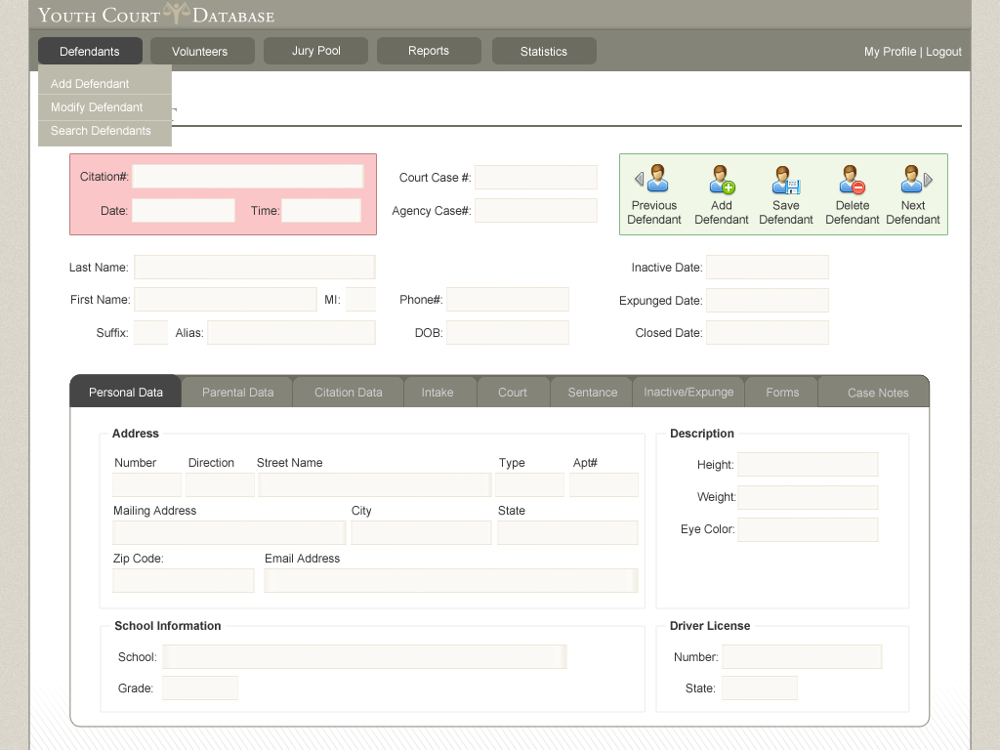 Youth Court Database
Defendants Volunteers Jury Pool Reports Statistics My Profile | Logout
Add Defendant
Modify Defendant
Search Defendants
Citation#: Court Case #:
Date: Time: Agency Case#:
Previous Defendant
Add Defendant
Save Defendant
Delete Defendant
Next Defendant
Last Name: Inactive Date:
First Name: MI: Phone#: Expunged Date:
Suffix: Alias: DOB: Closed Date:
Personal Data Parental Data Citation Data Intake Court Sentance Inactive/Expunge Forms Case Notes
Address
Number Direction Street Name Type Apt#
Mailing Address City State
Zip Code: Email Address
Description
Height:
Weight:
Eye Color:
School Information
School:
Grade:
Driver License
Number:
State: